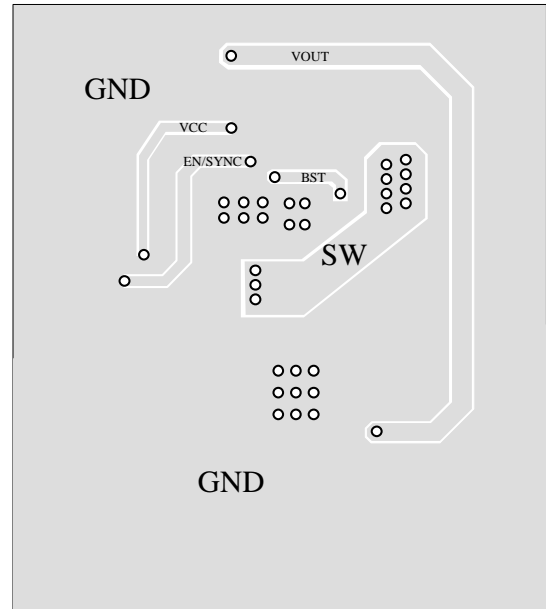 VOUT
GND
VCC
EN/SYNC
BST
SW
GND